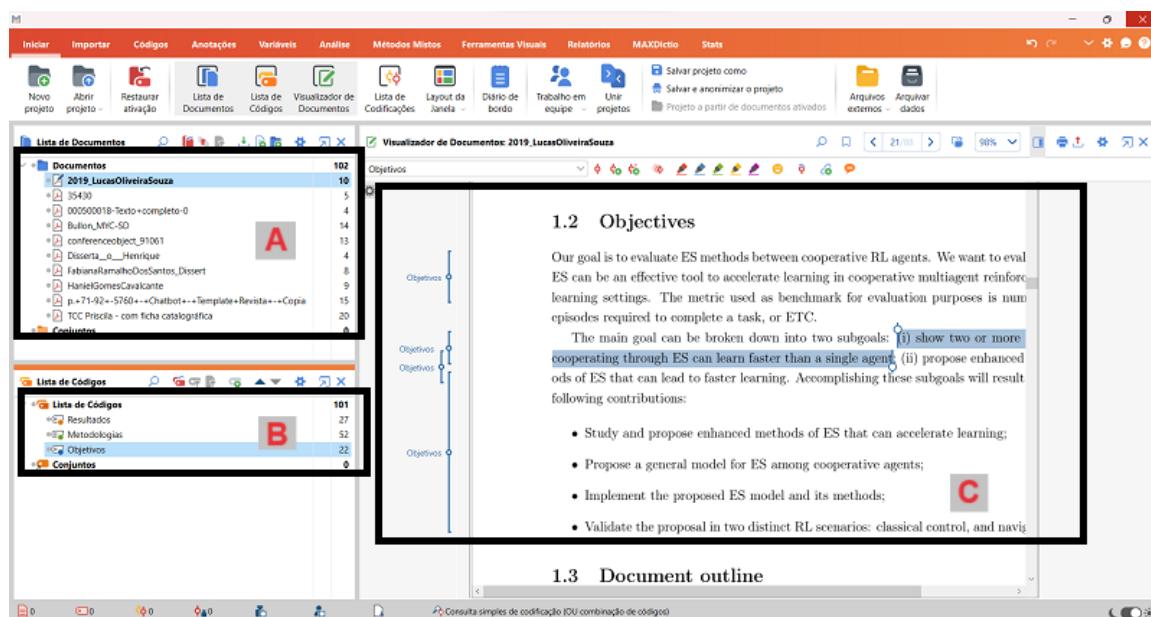 Iniciar Importar Códigos Anotações Variáveis Análise Métodos Mistos Ferramentas Visuais Relatórios MAXDictio Stats
Novo projeto
Abrir projeto
Restaurar ativação
Lista de Documentos
Lista de Códigos
Visualizador de Documentos
Lista de Codificações
Layout da Janela
Diário de bordo
Trabalho em equipe
Unir projetos
Salvar projeto como
Salvar e anonimizar o projeto
Projeto a partir de documentos ativados
Arquivos externos
Arquivar dados
Lista de Documentos
Documentos 102
2019_LucasOliveiraSouza 10
35430 5
000500018-Texto+completo-0 4
Bullon_MYC-SD 14
conferenceobject_91061 13
Disserta__o__Henrique 4
FabianaRamalhoDosSantos_Dissert 8
HanielGomesCavalcante 9
p.+71-92+-5760+-+Chatbot+-+Template+Revista+-+Copia 15
TCC Priscila - com ficha catalográfica 20
Conjuntos 0
A
Lista de Códigos
Lista de Códigos 101
Resultados 27
Metodologias 52
Objetivos 22
Conjuntos 0
B
Visualizador de Documentos: 2019_LucasOliveiraSouza
98%
Objetivos
Objetivos
Objetivos
Objetivos
Objetivos
1.2 Objectives
Our goal is to evaluate ES methods between cooperative RL agents. We want to eval
ES can be an effective tool to accelerate learning in cooperative multiagent reinforc
learning settings. The metric used as benchmark for evaluation purposes is num
episodes required to complete a task, or ETC.
The main goal can be broken down into two subgoals: (i) show two or more
cooperating through ES can learn faster than a single agent; (ii) propose enhanced
ods of ES that can lead to faster learning. Accomplishing these subgoals will result
following contributions:
• Study and propose enhanced methods of ES that can accelerate learning;
• Propose a general model for ES among cooperative agents;
• Implement the proposed ES model and its methods;
• Validate the proposal in two distinct RL scenarios: classical control, and navig
C
1.3 Document outline
0 0 0 0
Consulta simples de codificação (OU combinação de códigos)